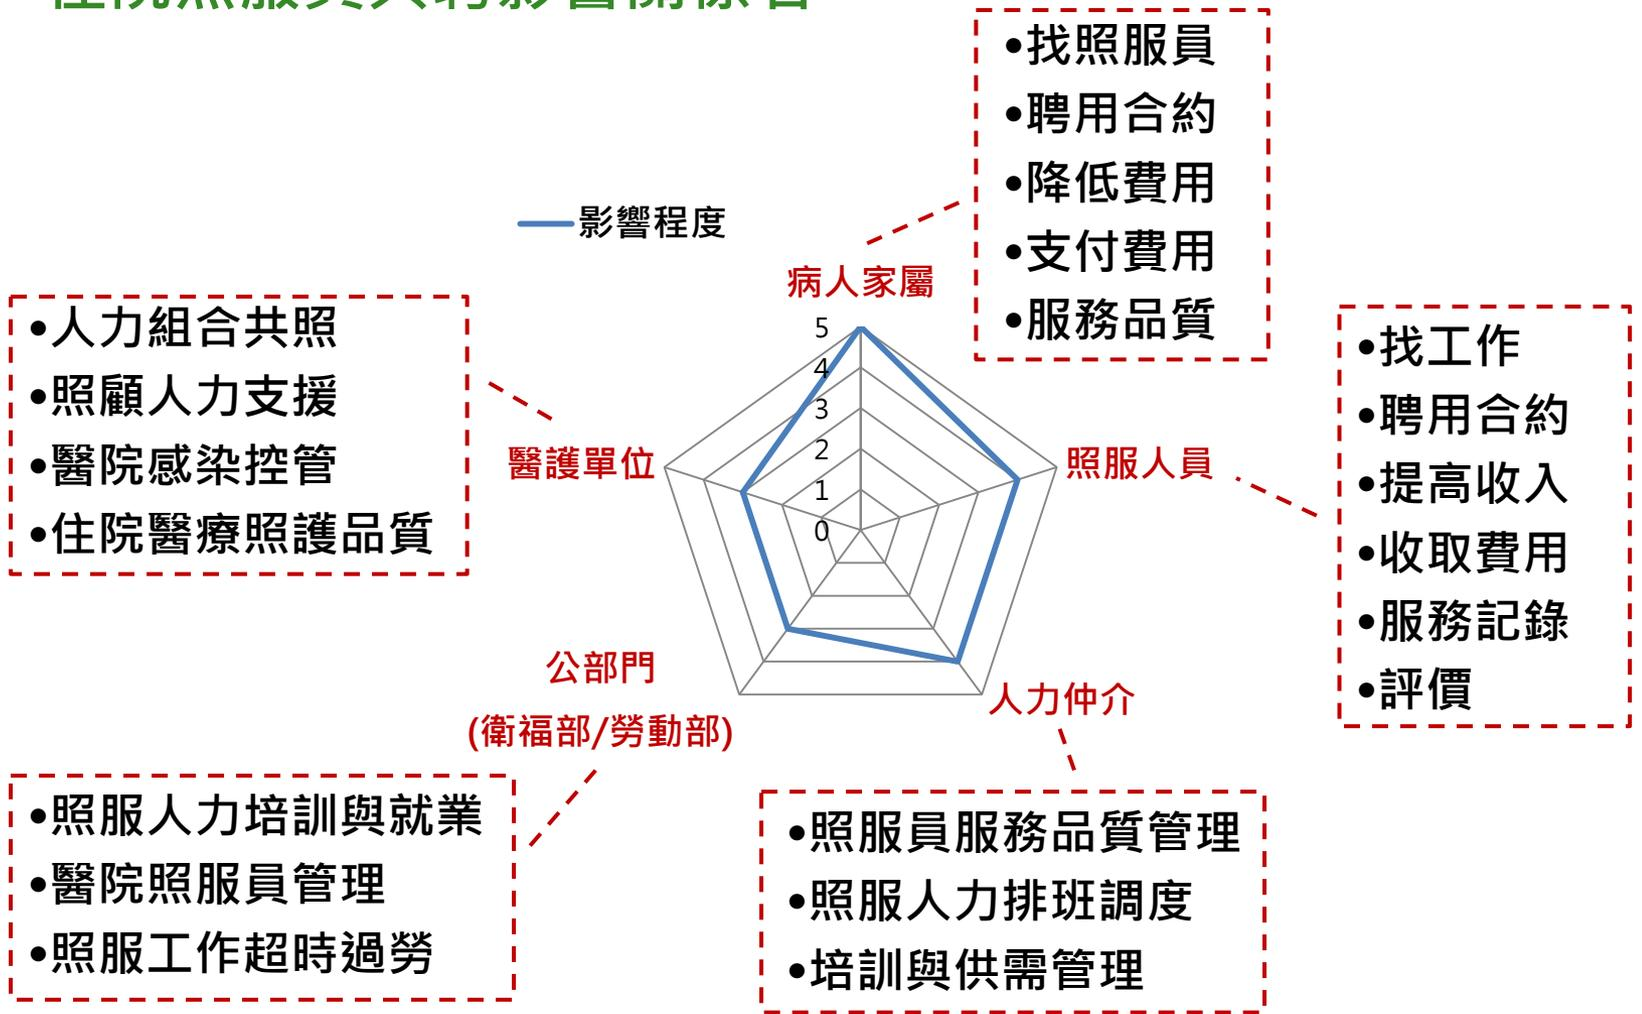 •找照服員
•聘用合約
•降低費用
•支付費用
•服務品質
影響程度
病人家屬
•人力組合共照
•照顧人力支援
•醫院感染控管
•住院醫療照護品質
5
4
3
2
1
0
醫護單位
照服人員
•找工作
•聘用合約
•提高收入
•收取費用
•服務記錄
•評價
公部門
(衛福部/勞動部)
人力仲介
•照服人力培訓與就業
•醫院照服員管理
•照服工作超時過勞
•照服員服務品質管理
•照服人力排班調度
•培訓與供需管理